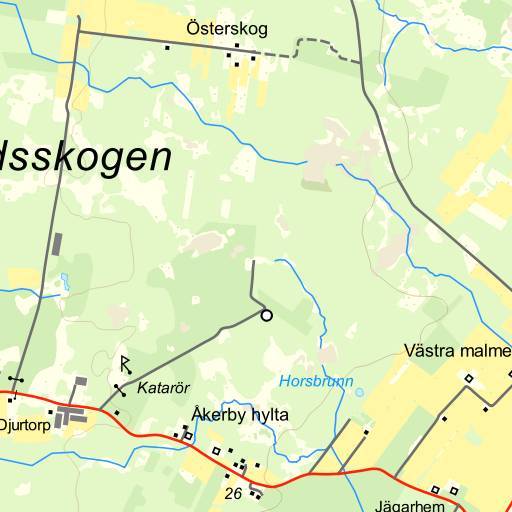 Österskog
dsskogen
Västra malme
Horsbrunn
Katarör
Åkerby hylta
Djurtorp
26
Jägarhem